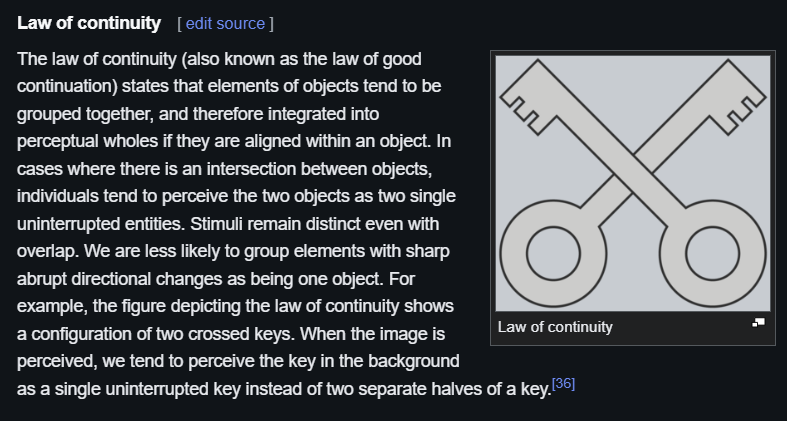 Law of continuity [ edit source ]
The law of continuity (also known as the law of good
continuation) states that elements of objects tend to be
grouped together, and therefore integrated into
perceptual wholes if they are aligned within an object. In
cases where there is an intersection between objects,
individuals tend to perceive the two objects as two single
uninterrupted entities. Stimuli remain distinct even with
overlap. We are less likely to group elements with sharp
abrupt directional changes as being one object. For
example, the figure depicting the law of continuity shows
a configuration of two crossed keys. When the image is
perceived, we tend to perceive the key in the background
as a single uninterrupted key instead of two separate halves of a key.[36]
Law of continuity